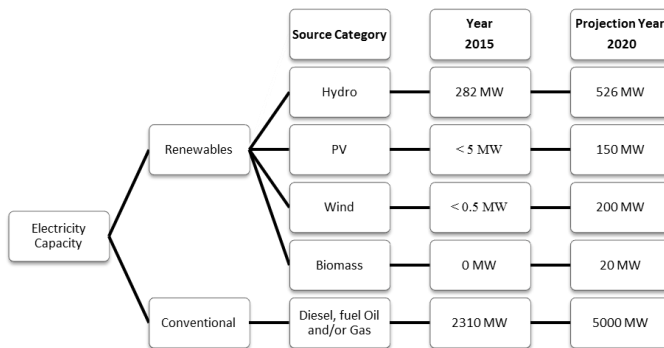 Source Category
Year
2015
Projection Year
2020
Hydro
282 MW
526 MW
Renewables
PV
< 5 MW
150 MW
Wind
< 0.5 MW
200 MW
Electricity
Capacity
Biomass
0 MW
20 MW
Conventional
Diesel, fuel Oil
and/or Gas
2310 MW
5000 MW